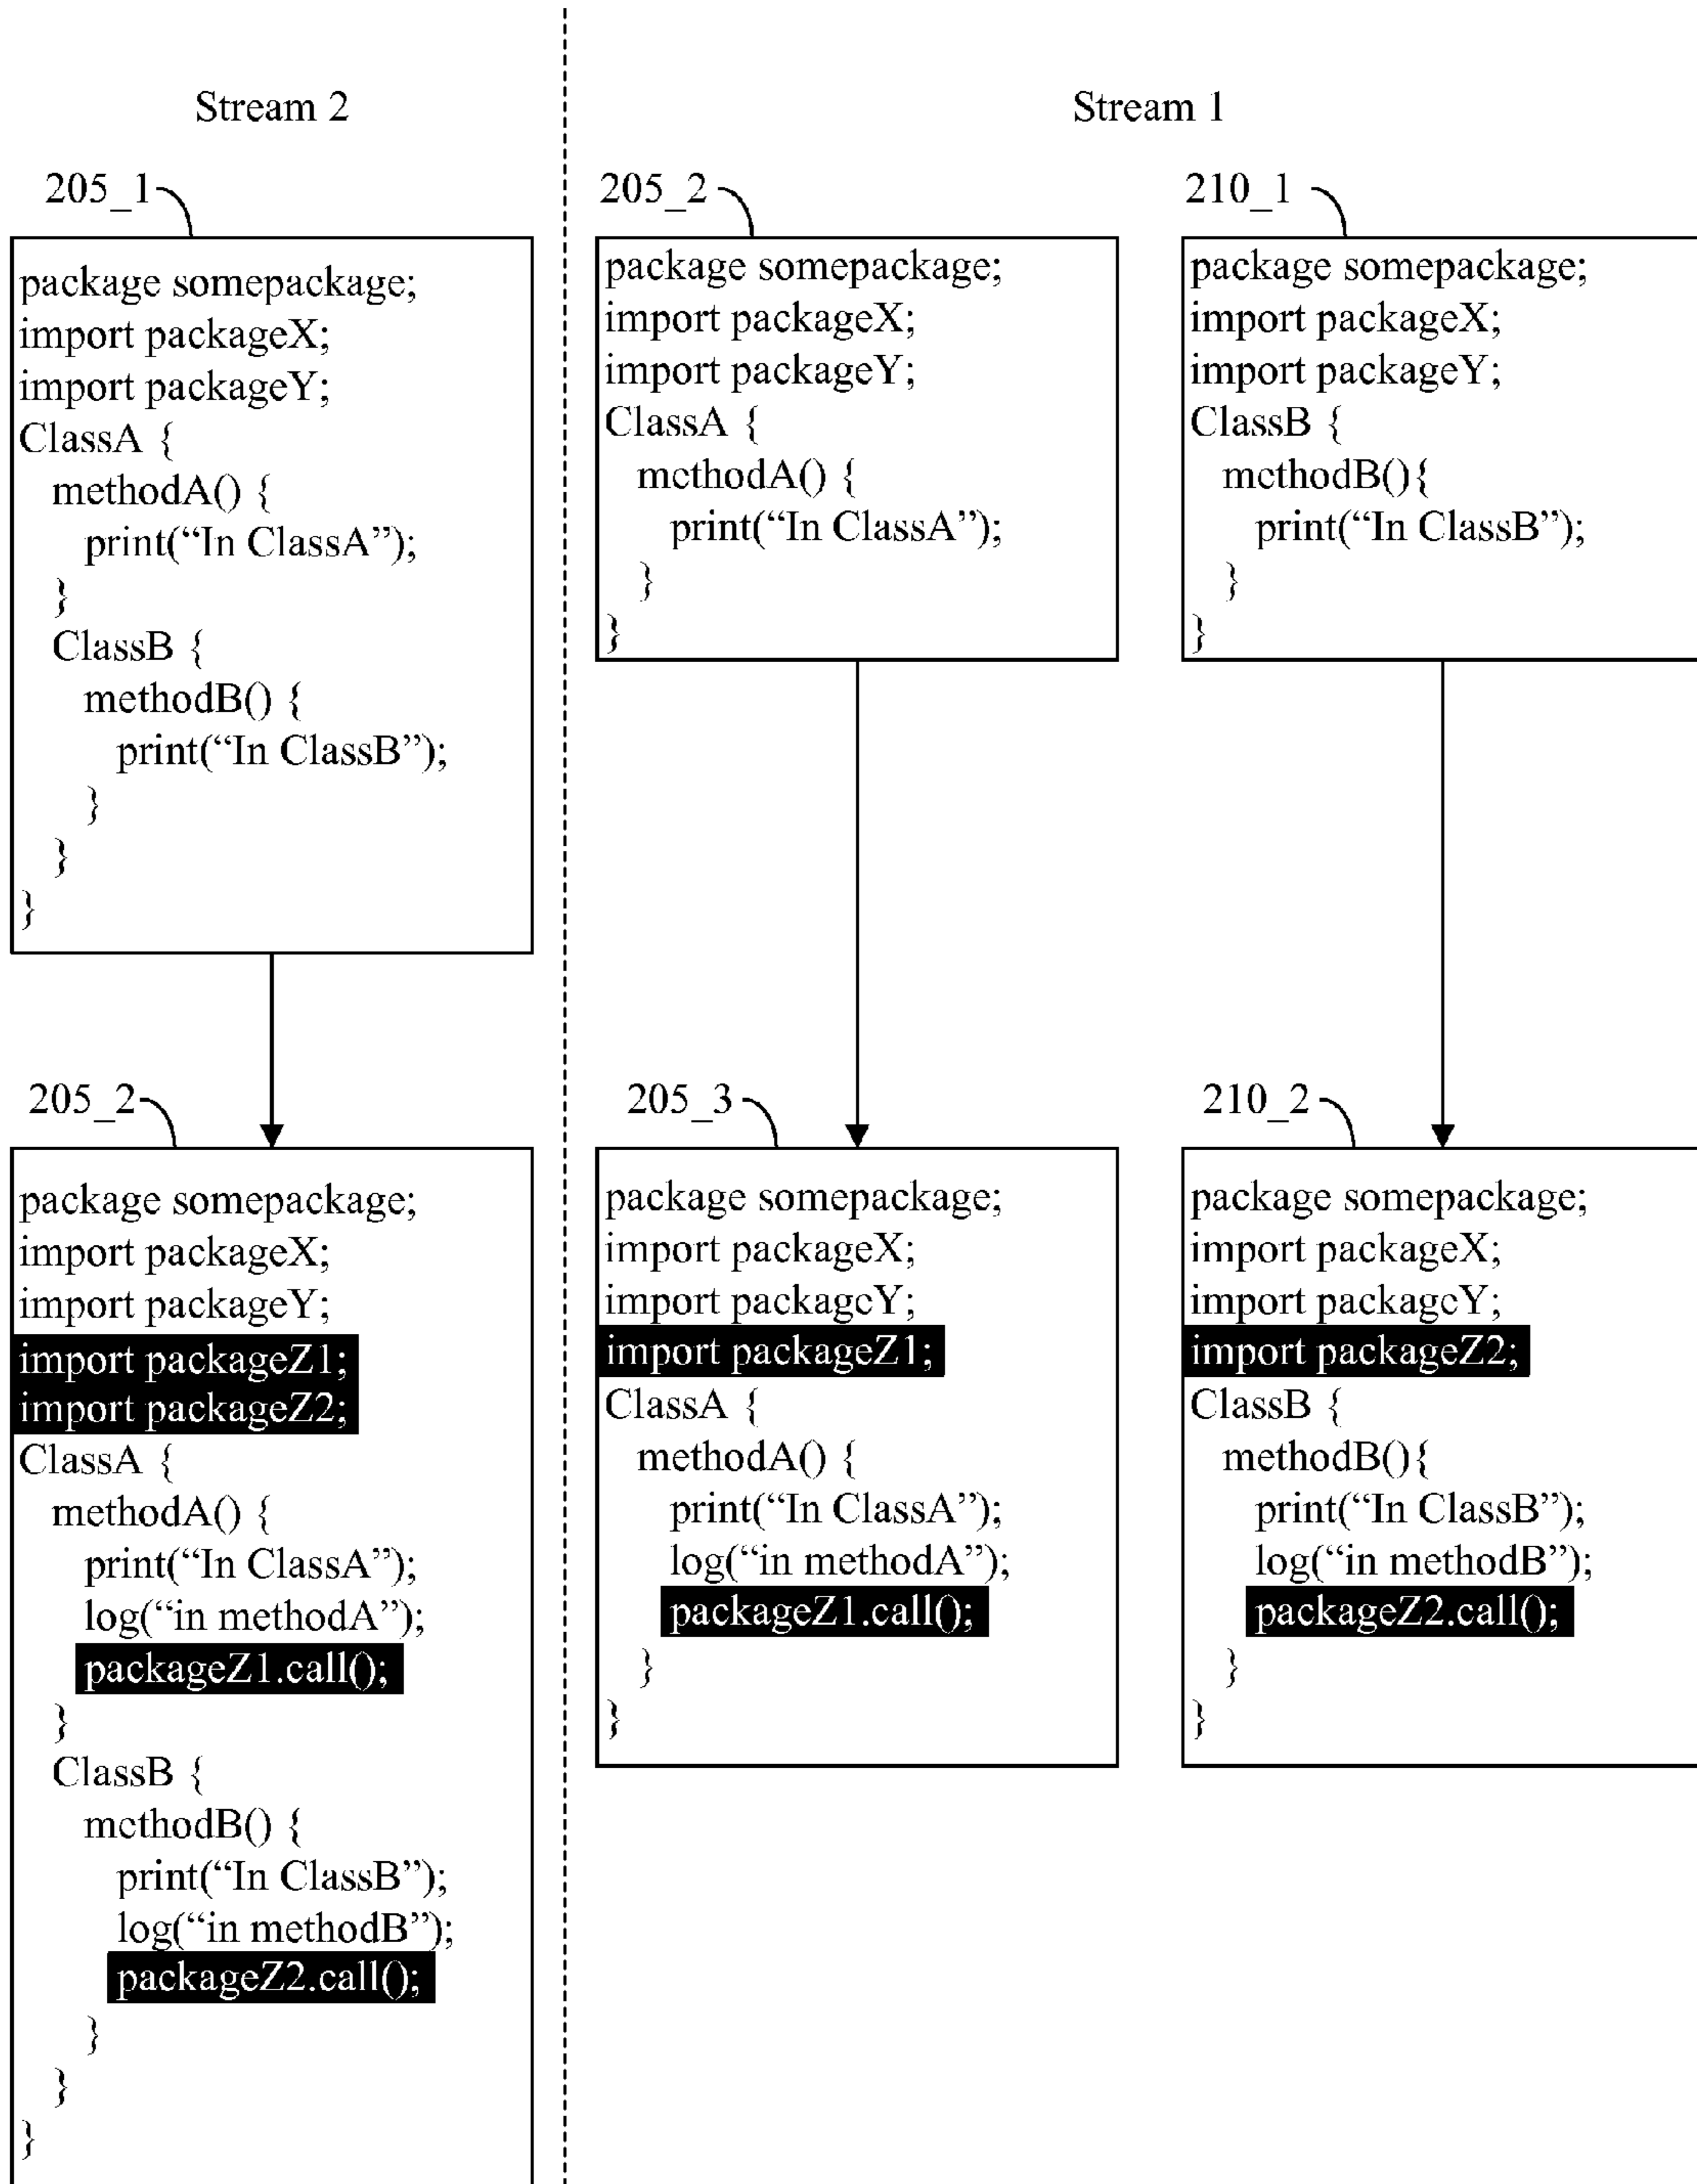 Stream 2
205_1
package somepackage;
import packageX;
import packageY;
ClassA {
methodA() {
print(“In ClassA”);
}
ClassB {
methodB() {
print(“In ClassB”);
}
}
}
205_2
package somepackage;
import packageX;
import packageY;
import packageZ1;
import packageZ2;
ClassA {
methodA() {
print(“In ClassA”);
log(“in methodA”);
packageZ1.call();
}
ClassB {
methodB() {
print(“In ClassB”);
log(“in methodB”);
packageZ2.call();
}
}
}
Stream 1
205_2
package somepackage;
import packageX;
import packageY;
ClassA {
methodA() {
print(“In ClassA”);
}
}
210_1
package somepackage;
import packageX;
import packageY;
ClassB {
methodB(){
print(“In ClassB”);
}
}
205_3
package somepackage;
import packageX;
import packageY;
import packageZ1;
ClassA {
methodA() {
print(“In ClassA”);
log(“in methodA”);
packageZ1.call();
}
}
210_2
package somepackage;
import packageX;
import packageY;
import packageZ2;
ClassB {
methodB(){
print(“In ClassB”);
log(“in methodB”);
packageZ2.call();
}
}